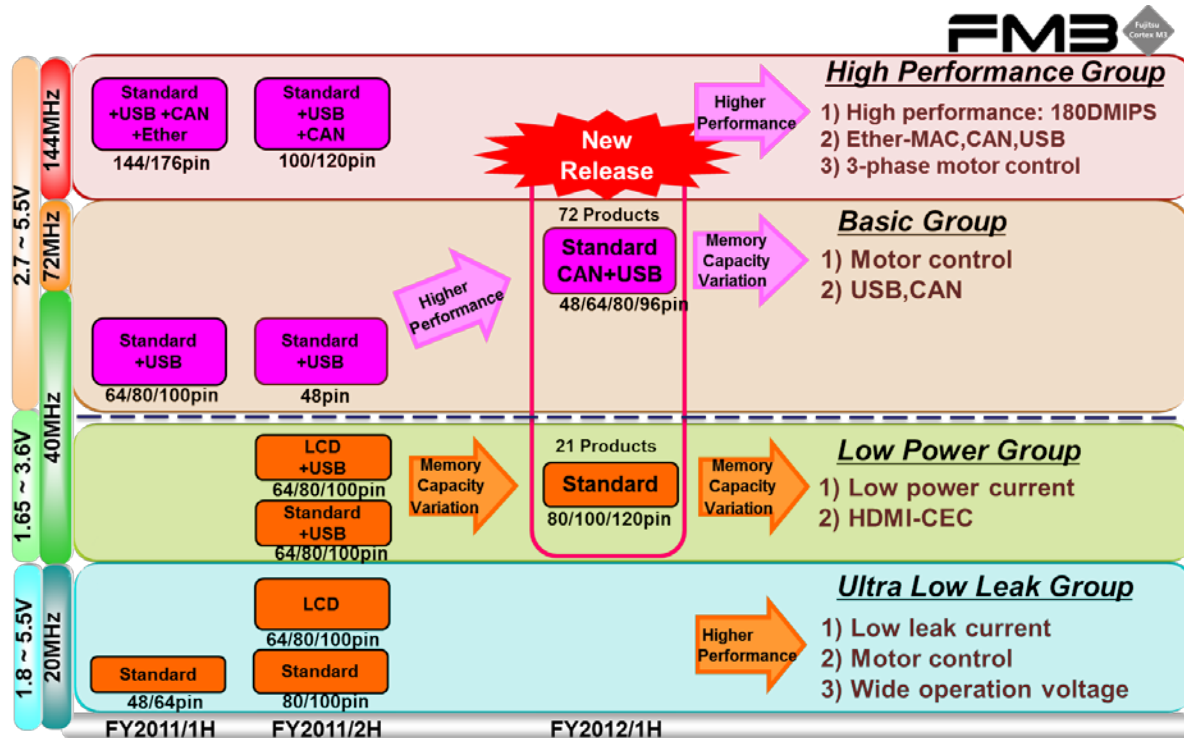 FM3
Fujitsu
Cortex M3
2.7 ~ 5.5V
1.65 ~ 3.6V
1.8 ~ 5.5V
144MHz
72MHz
40MHz
20MHz
Standard
+USB +CAN
+Ether
144/176pin
Standard
+USB
+CAN
100/120pin
New
Release
Higher
Performance
High Performance Group
1) High performance: 180DMIPS
2) Ether-MAC,CAN,USB
3) 3-phase motor control
Standard
+USB
64/80/100pin
Standard
+USB
48pin
Higher
Performance
72 Products
Standard
CAN+USB
48/64/80/96pin
Memory
Capacity
Variation
Basic Group
1) Motor control
2) USB,CAN
LCD
+USB
64/80/100pin
Standard
+USB
64/80/100pin
Memory
Capacity
Variation
21 Products
Standard
80/100/120pin
Memory
Capacity
Variation
Low Power Group
1) Low power current
2) HDMI-CEC
Standard
48/64pin
LCD
64/80/100pin
Standard
80/100pin
Higher
Performance
Ultra Low Leak Group
1) Low leak current
2) Motor control
3) Wide operation voltage
FY2011/1H
FY2011/2H
FY2012/1H